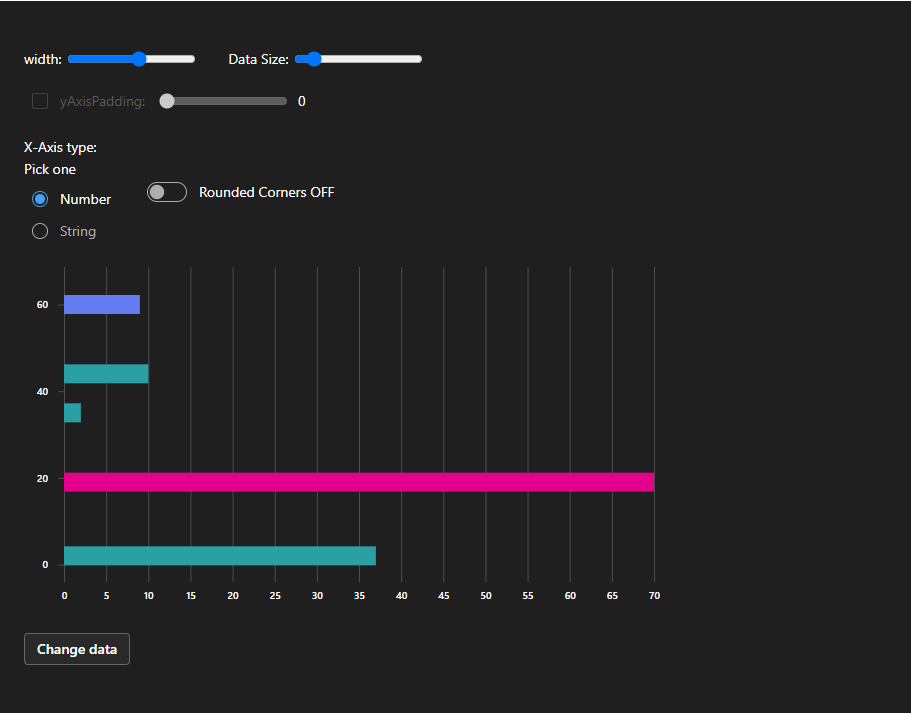 width: Data Size:
yAxisPadding: 0
X-Axis type:
Pick one
Number Rounded Corners OFF
String
60
40
20
0
0 5 10 15 20 25 30 35 40 45 50 55 60 65 70
Change data